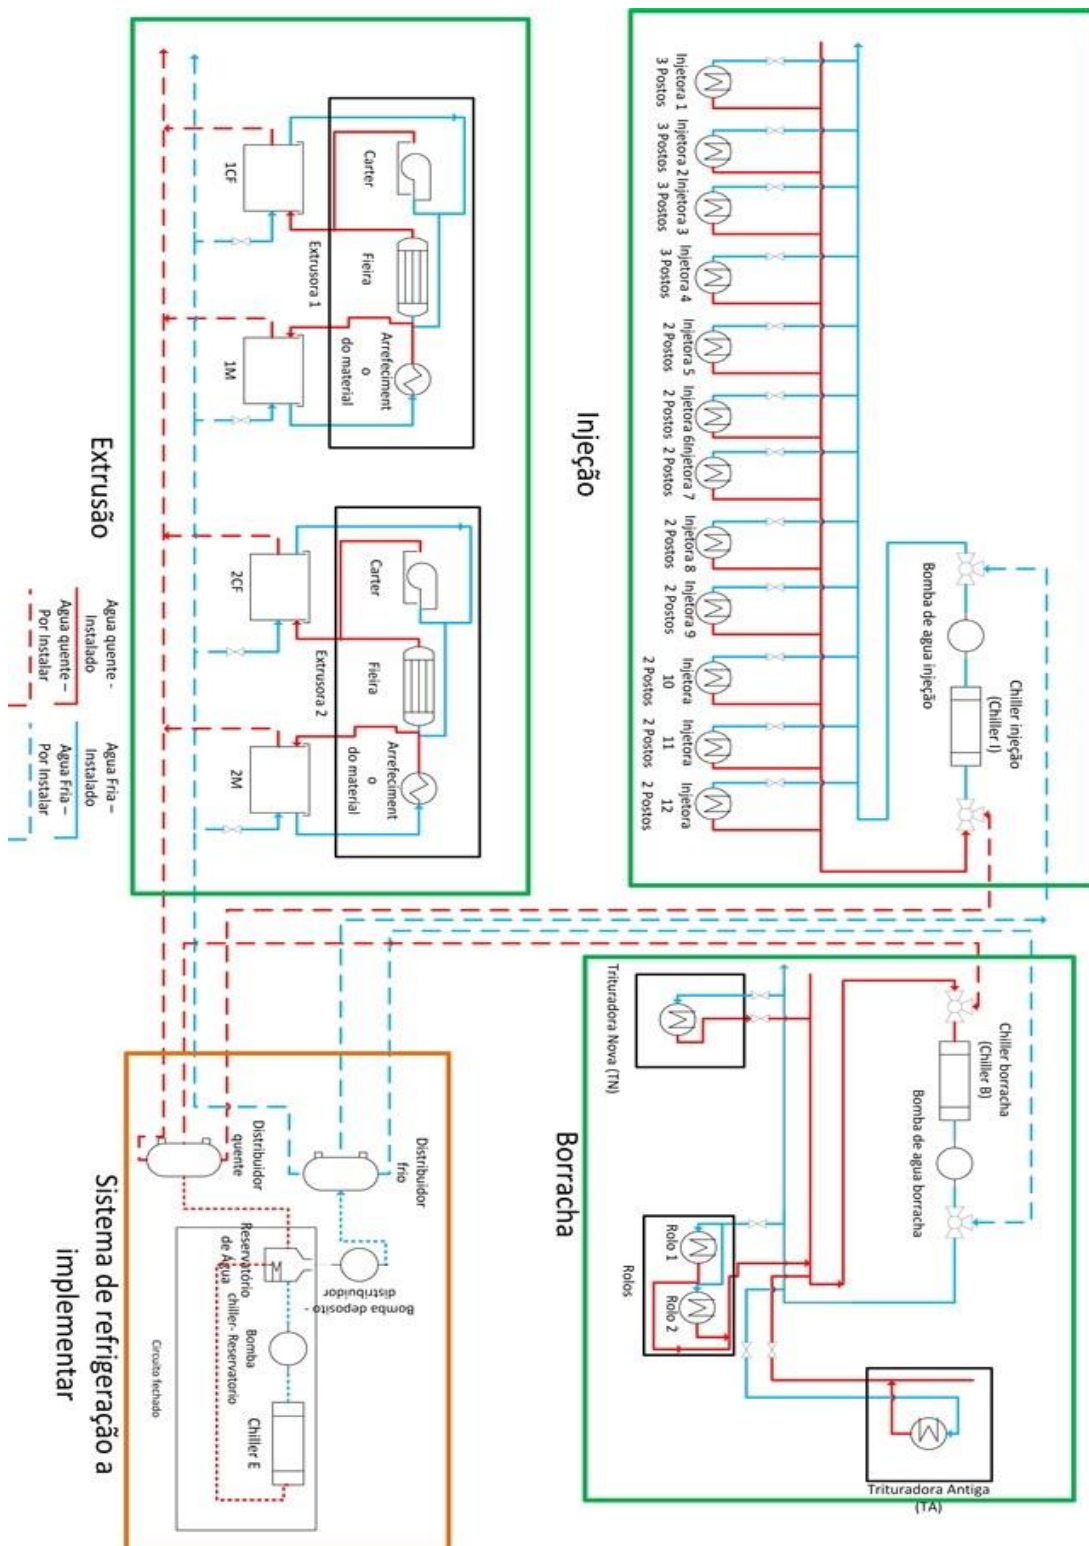 Injetora 1
3 Postos
Injetora 2
3 Postos
Injetora 3
3 Postos
Injetora 4
3 Postos
Injetora 5
2 Postos
Injetora 6
2 Postos
Injetora 7
2 Postos
Injetora 8
2 Postos
Injetora 9
2 Postos
Injetora
10
2 Postos
Injetora
11
2 Postos
Injetora
12
2 Postos
Bomba de agua injeção
Chiller injeção
(Chiller I)
Injeção
Chiller borracha
(Chiller B)
Bomba de agua borracha
Trituradora Nova (TN)
Rolo 1
Rolo 2
Rolos
Trituradora Antiga
(TA)
Borracha
Carter
Fieira
Arrefeciment
o
do material
Extrusora 1
1CF
1M
Carter
Fieira
Arrefeciment
o
do material
Extrusora 2
2CF
2M
Extrusão
Agua quente -
Instalado
Agua quente –
Por Instalar
Agua Fria –
Instalado
Agua Fria –
Por Instalar
Distribuidor
frio
Distribuidor
quente
Bomba deposito -
distribuidor
Reservatório
de Água
Bomba
chiller- Reservatorio
Chiller E
Circuito fechado
Sistema de refrigeração a
implementar